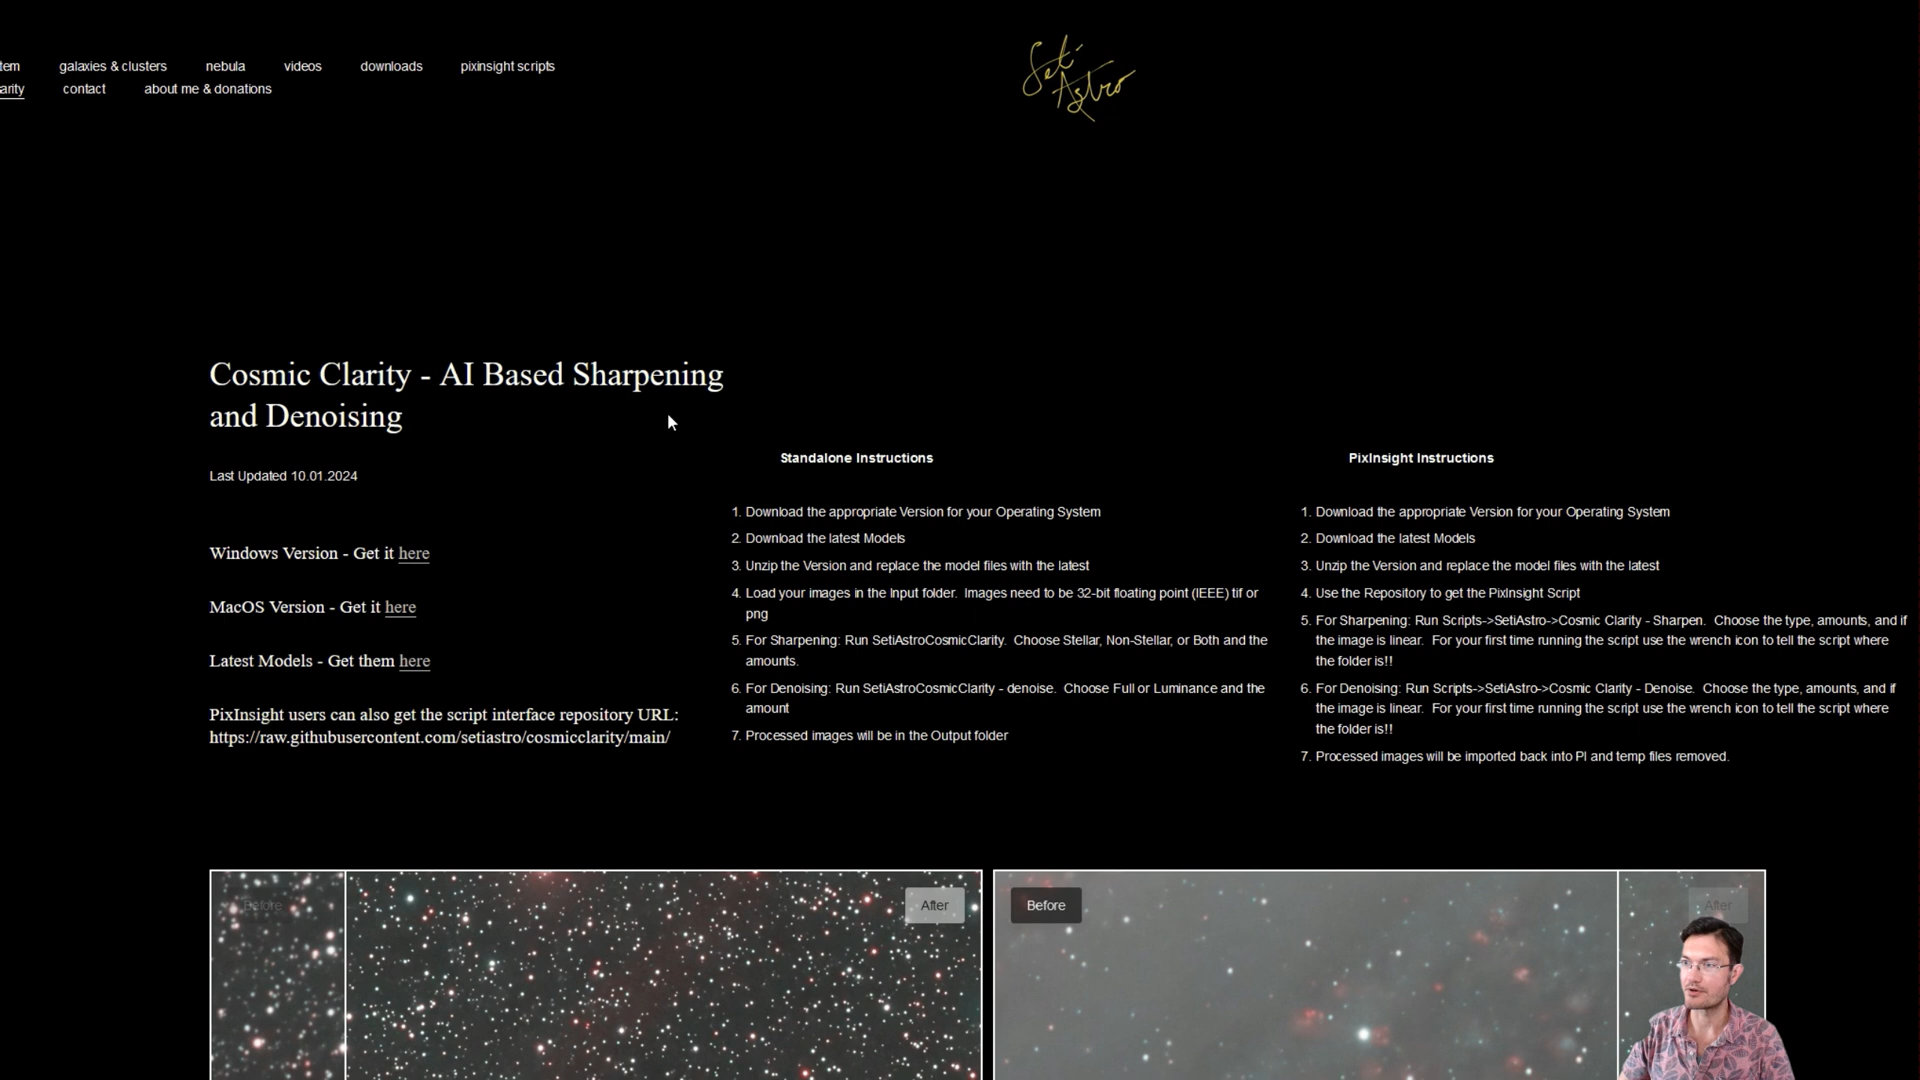 tem galaxies & clusters nebula videos downloads pixinsight scripts
arity contact about me & donations
Seti
Astro
Cosmic Clarity - AI Based Sharpening
and Denoising
Last Updated 10.01.2024
Windows Version - Get it here
MacOS Version - Get it here
Latest Models - Get them here
PixInsight users can also get the script interface repository URL:
https://raw.githubusercontent.com/setiastro/cosmicclarity/main/
Standalone Instructions
1. Download the appropriate Version for your Operating System
2. Download the latest Models
3. Unzip the Version and replace the model files with the latest
4. Load your images in the Input folder. Images need to be 32-bit floating point (IEEE) tif or
png
5. For Sharpening: Run SetiAstroCosmicClarity. Choose Stellar, Non-Stellar, or Both and the
amounts.
6. For Denoising: Run SetiAstroCosmicClarity - denoise. Choose Full or Luminance and the
amount
7. Processed images will be in the Output folder
PixInsight Instructions
1. Download the appropriate Version for your Operating System
2. Download the latest Models
3. Unzip the Version and replace the model files with the latest
4. Use the Repository to get the PixInsight Script
5. For Sharpening: Run Scripts->SetiAstro->Cosmic Clarity - Sharpen. Choose the type, amounts, and if
the image is linear. For your first time running the script use the wrench icon to tell the script where
the folder is!!
6. For Denoising: Run Scripts->SetiAstro->Cosmic Clarity - Denoise. Choose the type, amounts, and if
the image is linear. For your first time running the script use the wrench icon to tell the script where
the folder is!!
7. Processed images will be imported back into PI and temp files removed.
Before
After
Before
After